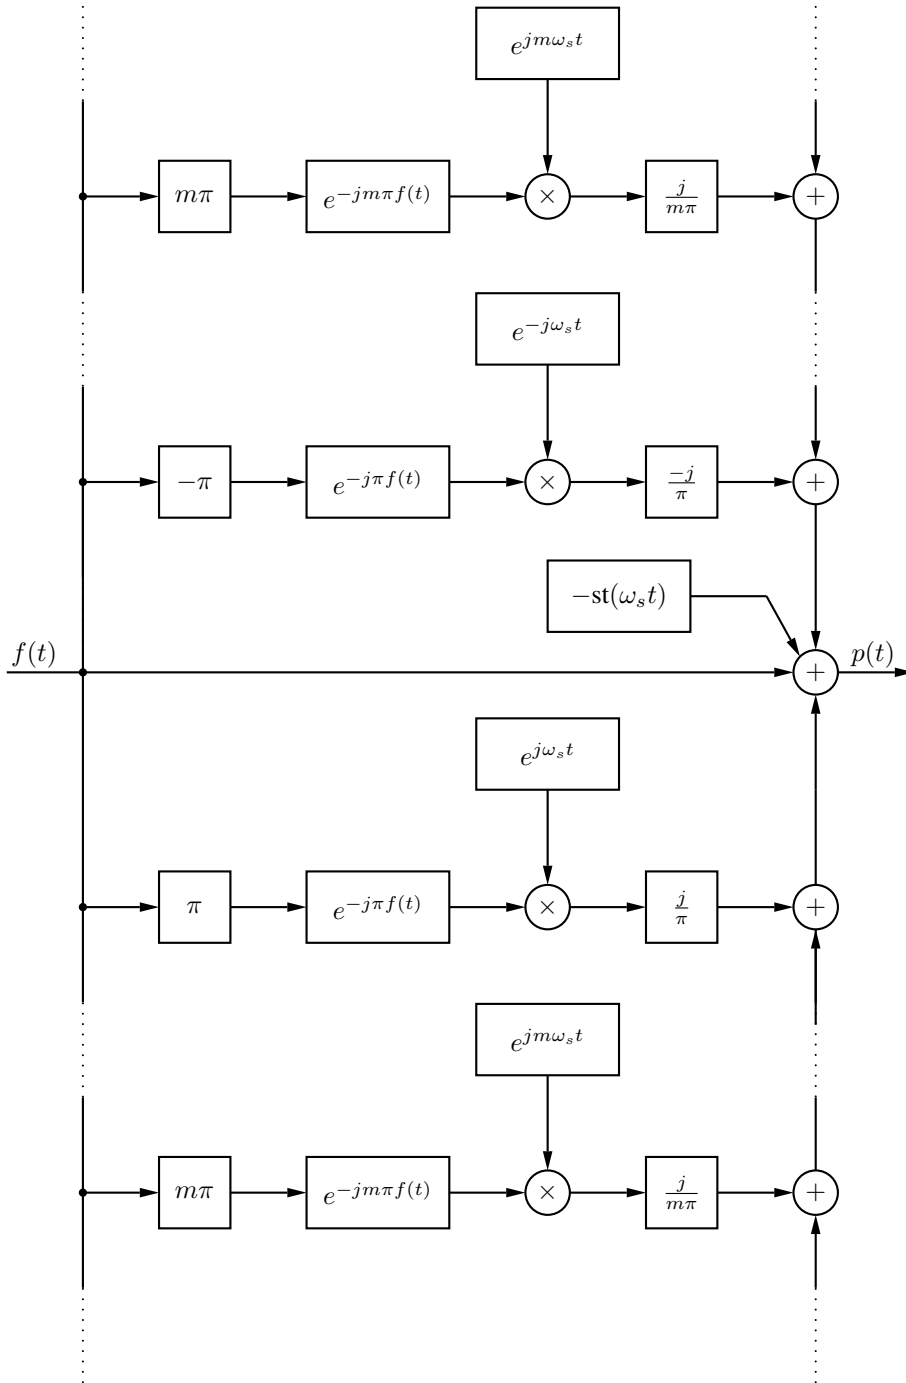 e^{jmω_s t}
mπ e^{-jmπf(t)} × j/mπ +
e^{-jω_s t}
-π e^{-jπf(t)} × -j/π +
-st(ω_s t)
f(t) + p(t)
e^{jω_s t}
π e^{-jπf(t)} × j/π +
e^{jmω_s t}
mπ e^{-jmπf(t)} × j/mπ +